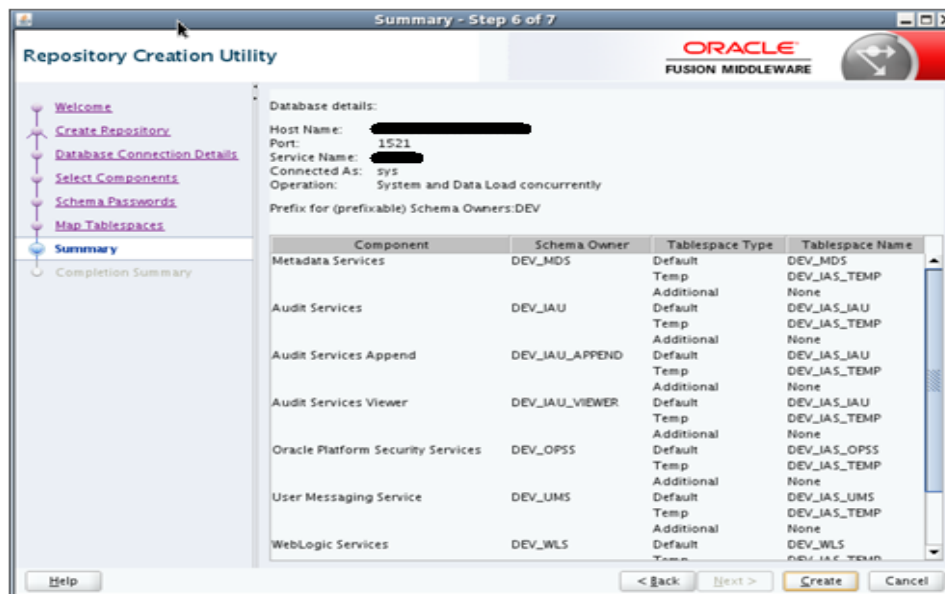 Summary - Step 6 of 7
Repository Creation Utility
ORACLE
FUSION MIDDLEWARE
Welcome
Create Repository
Database Connection Details
Select Components
Schema Passwords
Map Tablespaces
Summary
Completion Summary
Database details:
Host Name:
Port: 1521
Service Name:
Connected As: sys
Operation: System and Data Load concurrently
Prefix for (prefixable) Schema Owners:DEV
Component Schema Owner Tablespace Type Tablespace Name
Metadata Services DEV_MDS Default DEV_MDS
Temp DEV_IAS_TEMP
Additional None
Audit Services DEV_IAU Default DEV_IAS_IAU
Temp DEV_IAS_TEMP
Additional None
Audit Services Append DEV_IAU_APPEND Default DEV_IAS_IAU
Temp DEV_IAS_TEMP
Additional None
Audit Services Viewer DEV_IAU_VIEWER Default DEV_IAS_IAU
Temp DEV_IAS_TEMP
Additional None
Oracle Platform Security Services DEV_OPSS Default DEV_IAS_OPSS
Temp DEV_IAS_TEMP
Additional None
User Messaging Service DEV_UMS Default DEV_IAS_UMS
Temp DEV_IAS_TEMP
Additional None
WebLogic Services DEV_WLS Default DEV_WLS
Temp DEV_IAS_TEMP
Help < Back Next > Create Cancel